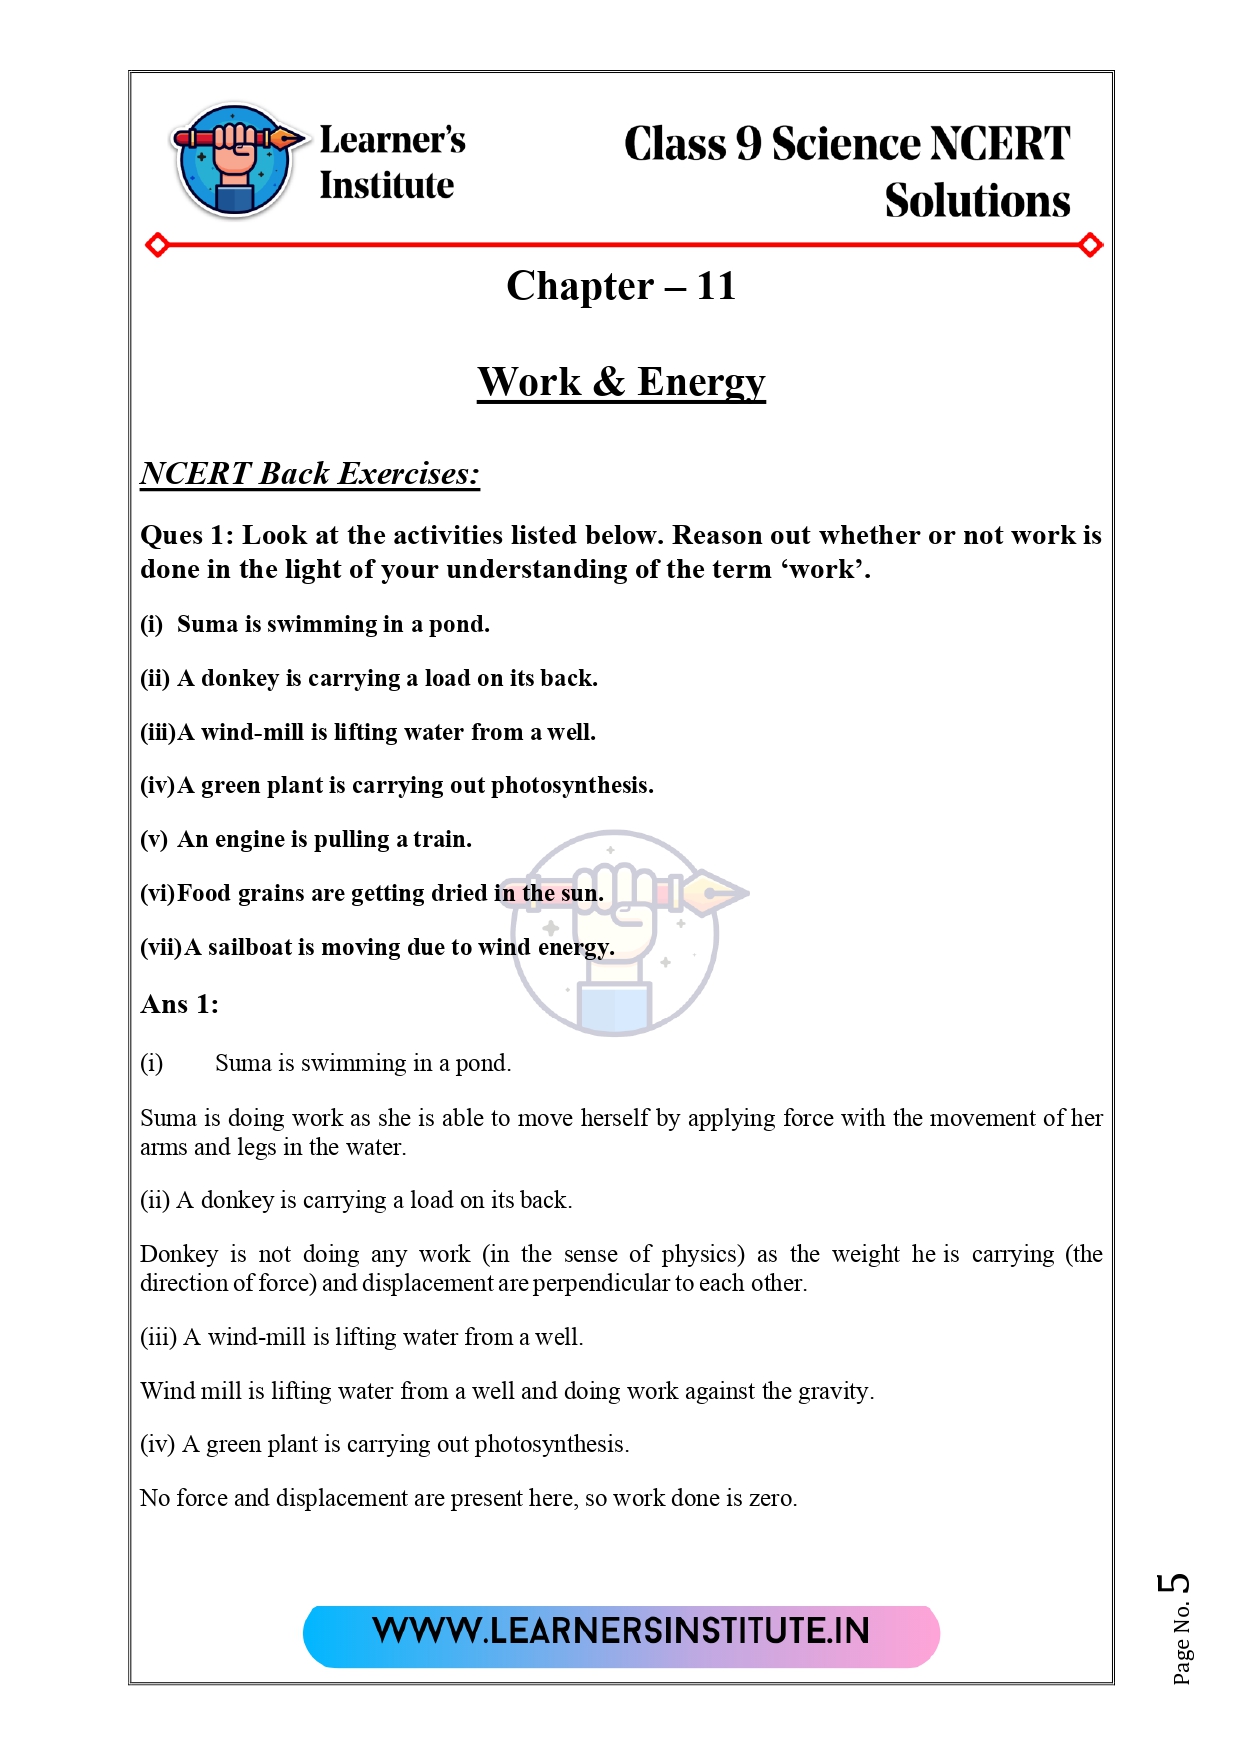 Learner's
Institute
Class 9 Science NCERT
Solutions
Chapter – 11
Work & Energy
NCERT Back Exercises:
Ques 1: Look at the activities listed below. Reason out whether or not work is
done in the light of your understanding of the term ‘work’.
(i) Suma is swimming in a pond.
(ii) A donkey is carrying a load on its back.
(iii)A wind-mill is lifting water from a well.
(iv)A green plant is carrying out photosynthesis.
(v) An engine is pulling a train.
(vi)Food grains are getting dried in the sun.
(vii)A sailboat is moving due to wind energy.
Ans 1:
(i) Suma is swimming in a pond.
Suma is doing work as she is able to move herself by applying force with the movement of her
arms and legs in the water.
(ii) A donkey is carrying a load on its back.
Donkey is not doing any work (in the sense of physics) as the weight he is carrying (the
direction of force) and displacement are perpendicular to each other.
(iii) A wind-mill is lifting water from a well.
Wind mill is lifting water from a well and doing work against the gravity.
(iv) A green plant is carrying out photosynthesis.
No force and displacement are present here, so work done is zero.
WWW.LEARNERSINSTITUTE.IN
Page No. 5